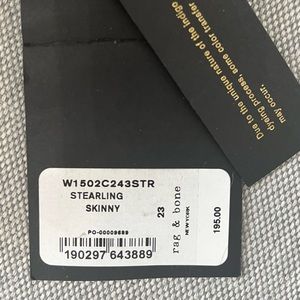 Due to the unique nature of the Indigo
dyeing process, some color transfer
may occur.
W1502C243STR
STEARLING
SKINNY
23
rag & bone
NEW YORK
195.00
PO-00009689
190297 643889